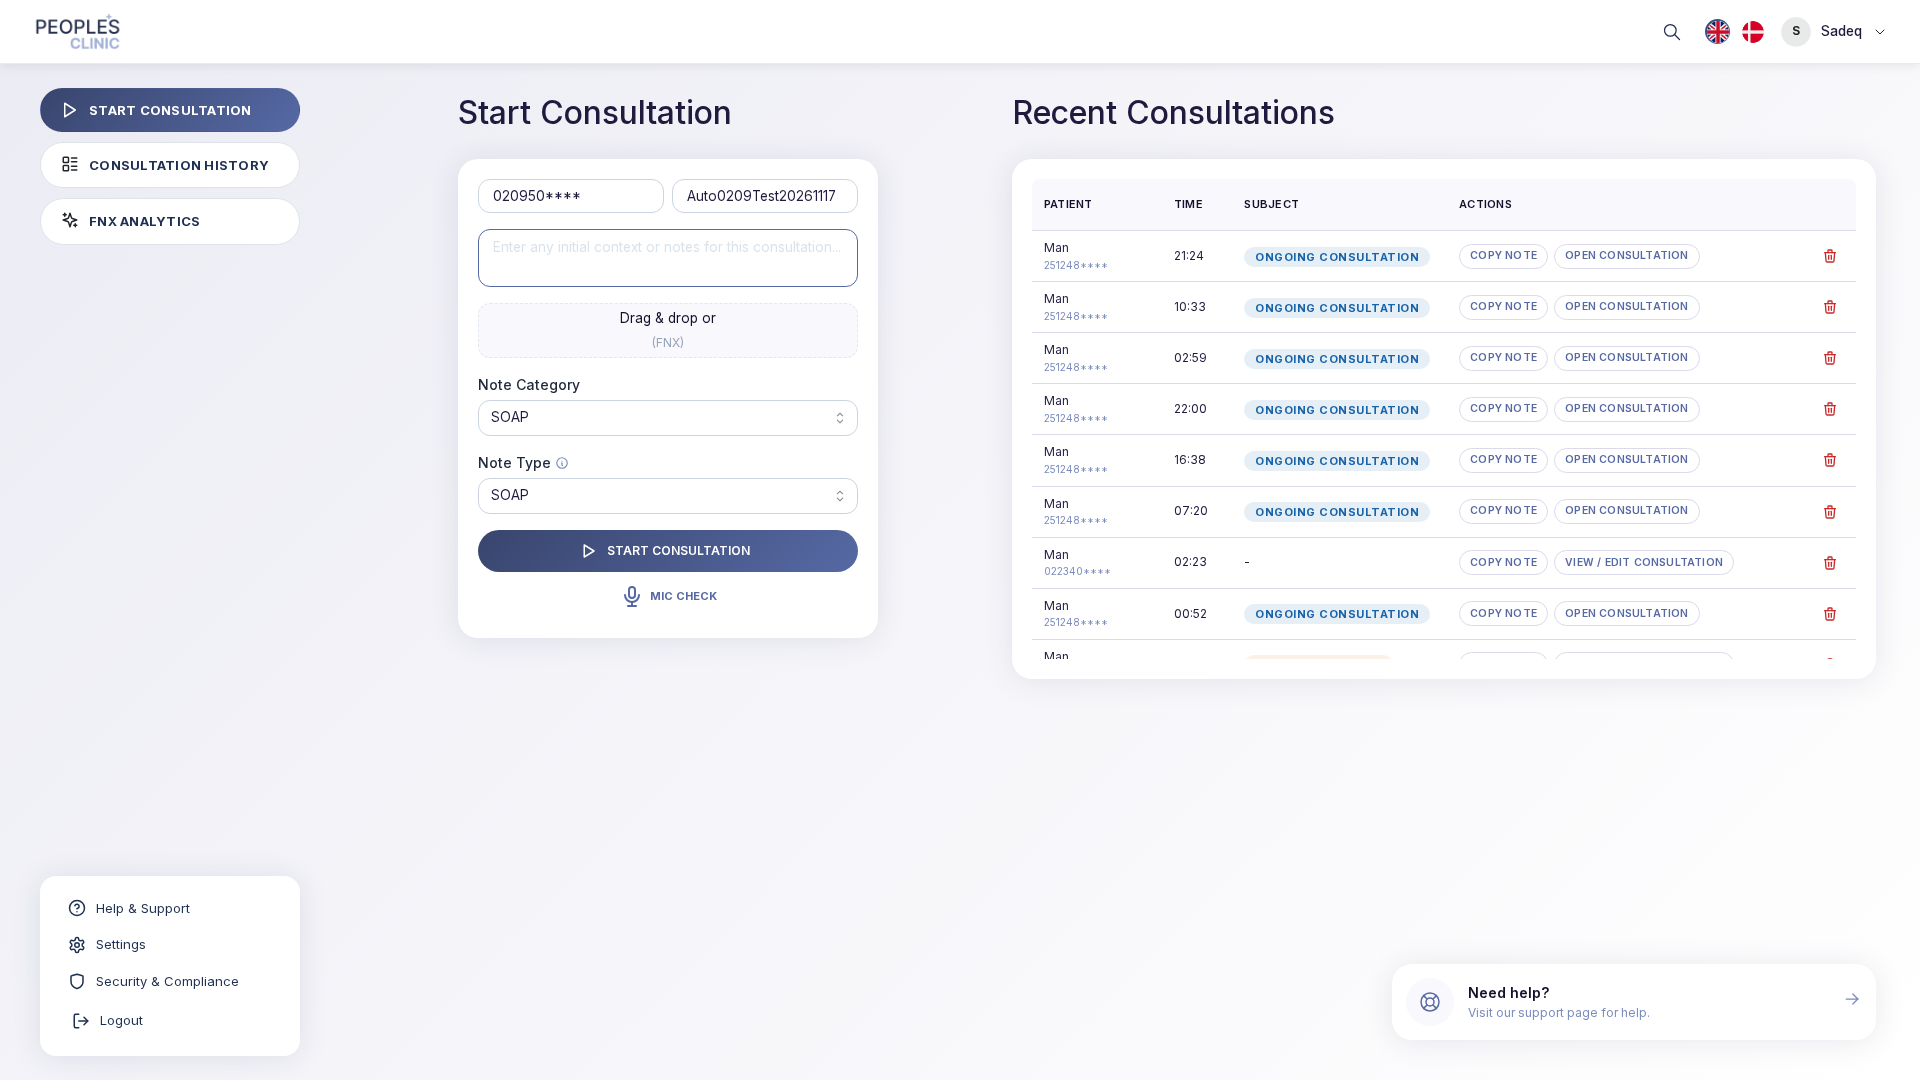 PEOPLE'S
CLINIC
S
Sadeq
START CONSULTATION
CONSULTATION HISTORY
FNX ANALYTICS
Start Consultation
020950****
Auto0209Test20261117
Enter any initial context or notes for this consultation...
Drag & drop or
(FNX)
Note Category
SOAP
Note Type
SOAP
START CONSULTATION
MIC CHECK
Recent Consultations
PATIENT TIME SUBJECT ACTIONS
Man
251248****
21:24 ONGOING CONSULTATION COPY NOTE OPEN CONSULTATION
Man
251248****
10:33 ONGOING CONSULTATION COPY NOTE OPEN CONSULTATION
Man
251248****
02:59 ONGOING CONSULTATION COPY NOTE OPEN CONSULTATION
Man
251248****
22:00 ONGOING CONSULTATION COPY NOTE OPEN CONSULTATION
Man
251248****
16:38 ONGOING CONSULTATION COPY NOTE OPEN CONSULTATION
Man
251248****
07:20 ONGOING CONSULTATION COPY NOTE OPEN CONSULTATION
Man
022340****
02:23 - COPY NOTE VIEW / EDIT CONSULTATION
Man
251248****
00:52 ONGOING CONSULTATION COPY NOTE OPEN CONSULTATION
Man
Help & Support
Settings
Security & Compliance
Logout
Need help?
Visit our support page for help.